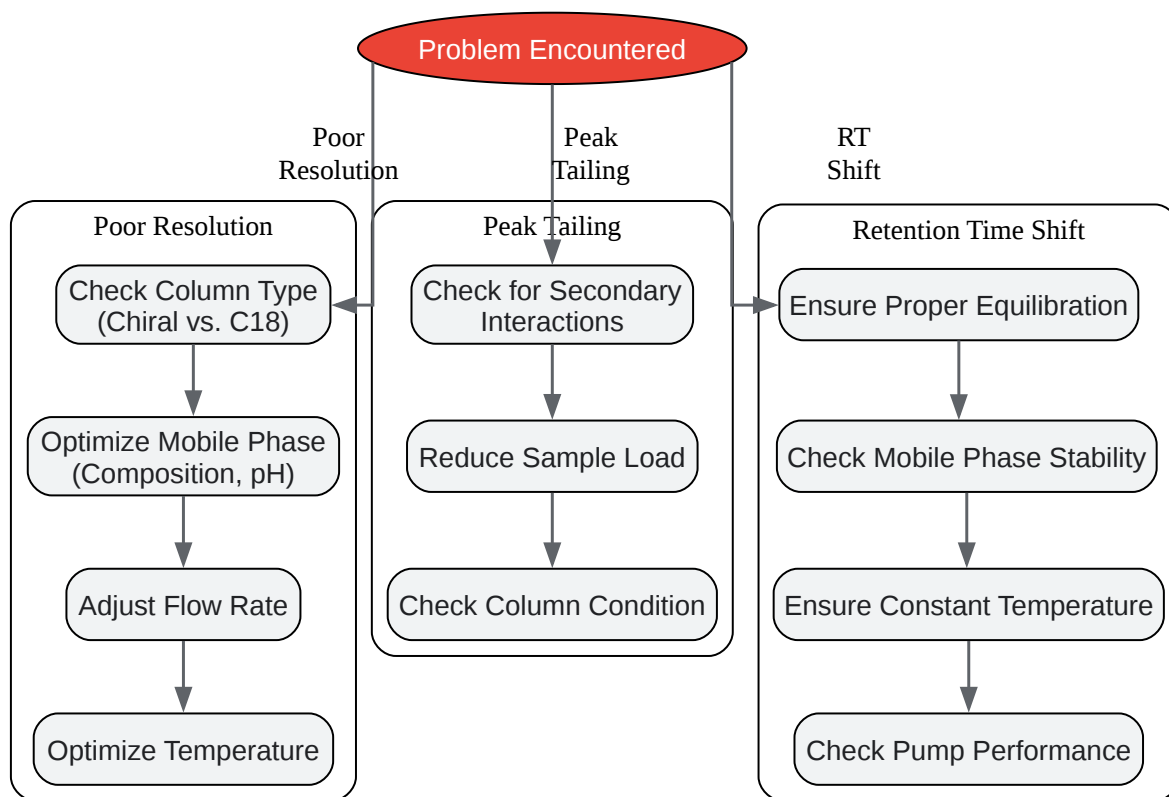 Problem Encountered
Poor
Resolution
Peak
Tailing
RT
Shift
Poor Resolution
Check Column Type
(Chiral vs. C18)
Optimize Mobile Phase
(Composition, pH)
Adjust Flow Rate
Optimize Temperature
Peak Tailing
Check for Secondary
Interactions
Reduce Sample Load
Check Column Condition
Retention Time Shift
Ensure Proper Equilibration
Check Mobile Phase Stability
Ensure Constant Temperature
Check Pump Performance